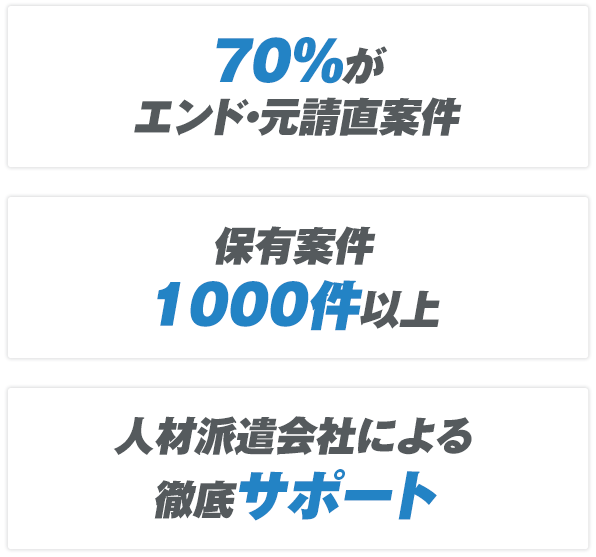 70%が
エンド・元請直案件
保有案件
1000件以上
人材派遣会社による
徹底サポート